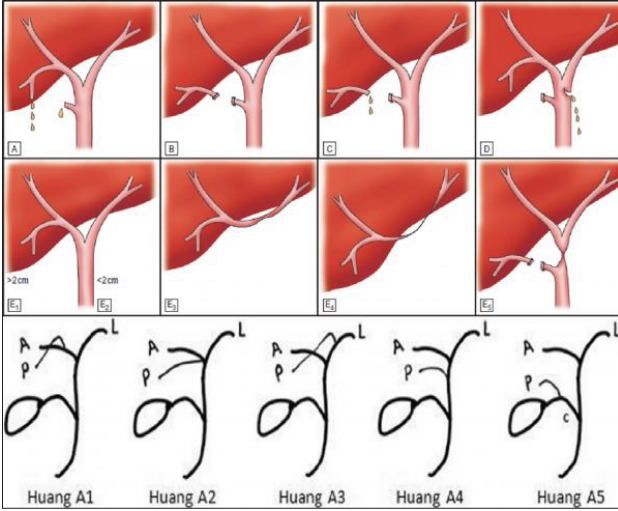 A B C D
>2cm <2cm
E1 E2 E3 E4 E5
A P L A P L A P L A P L A P C L
Huang A1 Huang A2 Huang A3 Huang A4 Huang A5